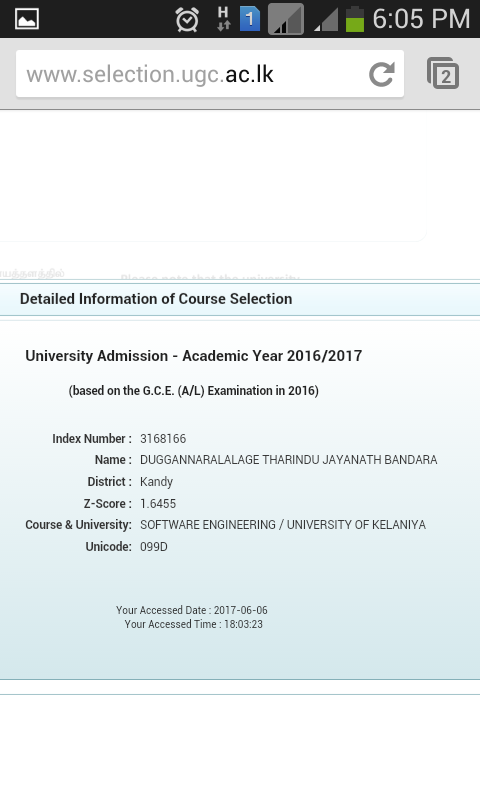 H
1
6:05 PM
www.selection.ugc.ac.lk
2
Please note that the university
Detailed Information of Course Selection
University Admission - Academic Year 2016/2017
(based on the G.C.E. (A/L) Examination in 2016)
Index Number : 3168166
Name : DUGGANNARALALAGE THARINDU JAYANATH BANDARA
District : Kandy
Z-Score : 1.6455
Course & University: SOFTWARE ENGINEERING / UNIVERSITY OF KELANIYA
Unicode: 099D
Your Accessed Date : 2017-06-06
Your Accessed Time : 18:03:23